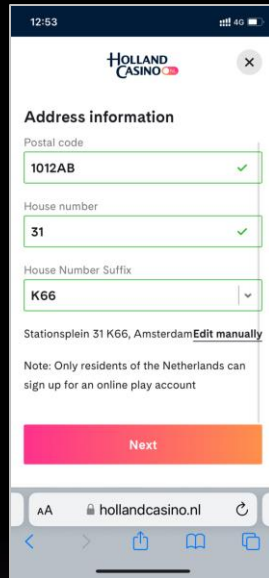 12:53
4G
HOLLAND
CASINO
Address information
Postal code
1012AB
House number
31
House Number Suffix
K66
Stationsplein 31 K66, Amsterdam Edit manually
Note: Only residents of the Netherlands can
sign up for an online play account
Next
AA hollandcasino.nl